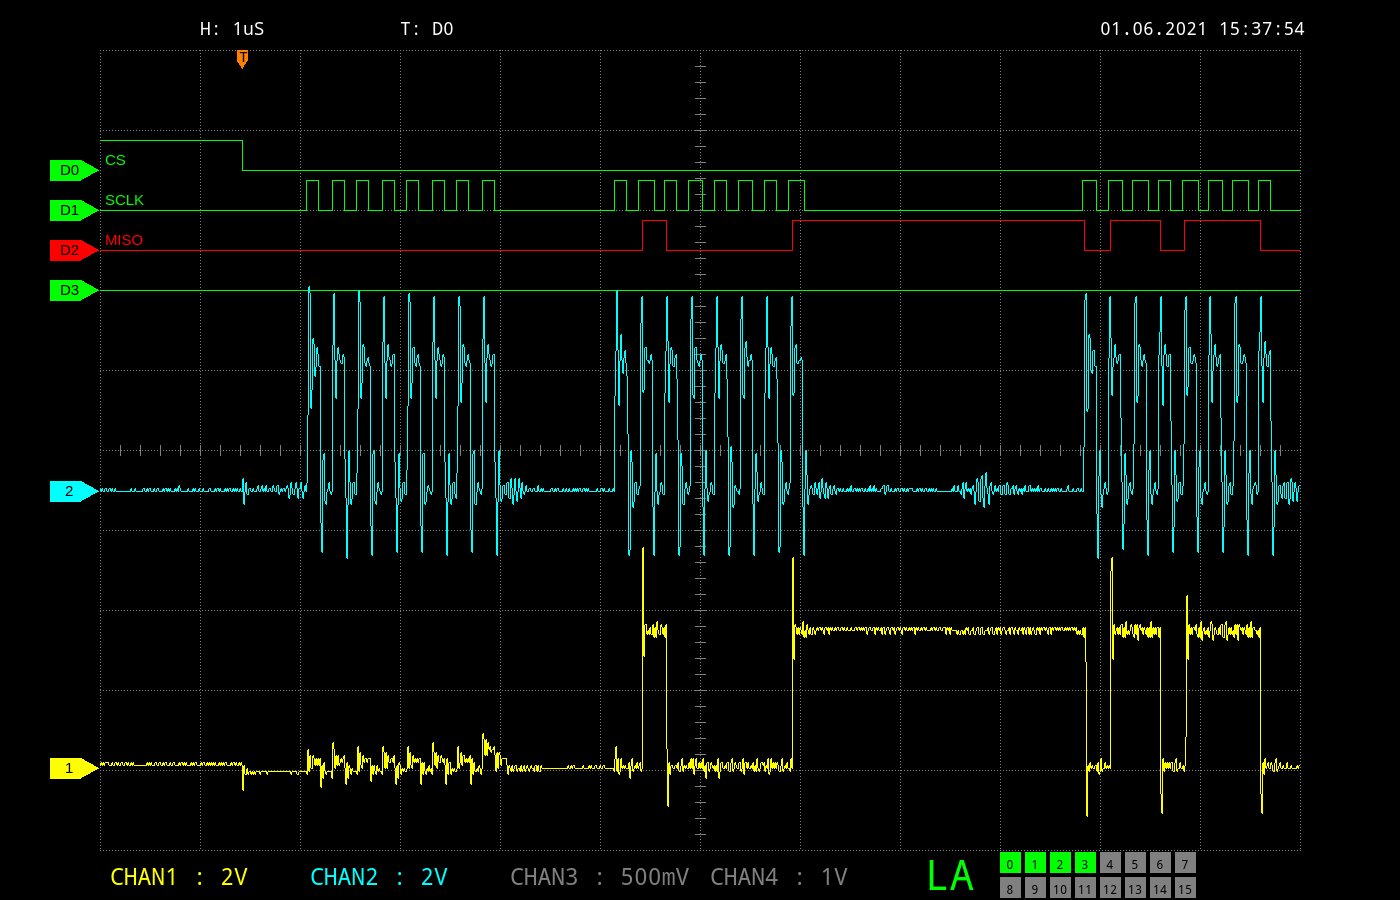 H: 1uS T: D0 01.06.2021 15:37:54
T
CS
D0
SCLK
D1
MISO
D2
D3
2
1
CHAN1 : 2V CHAN2 : 2V CHAN3 : 500mV CHAN4 : 1V LA
0 1 2 3 4 5 6 7
8 9 10 11 12 13 14 15